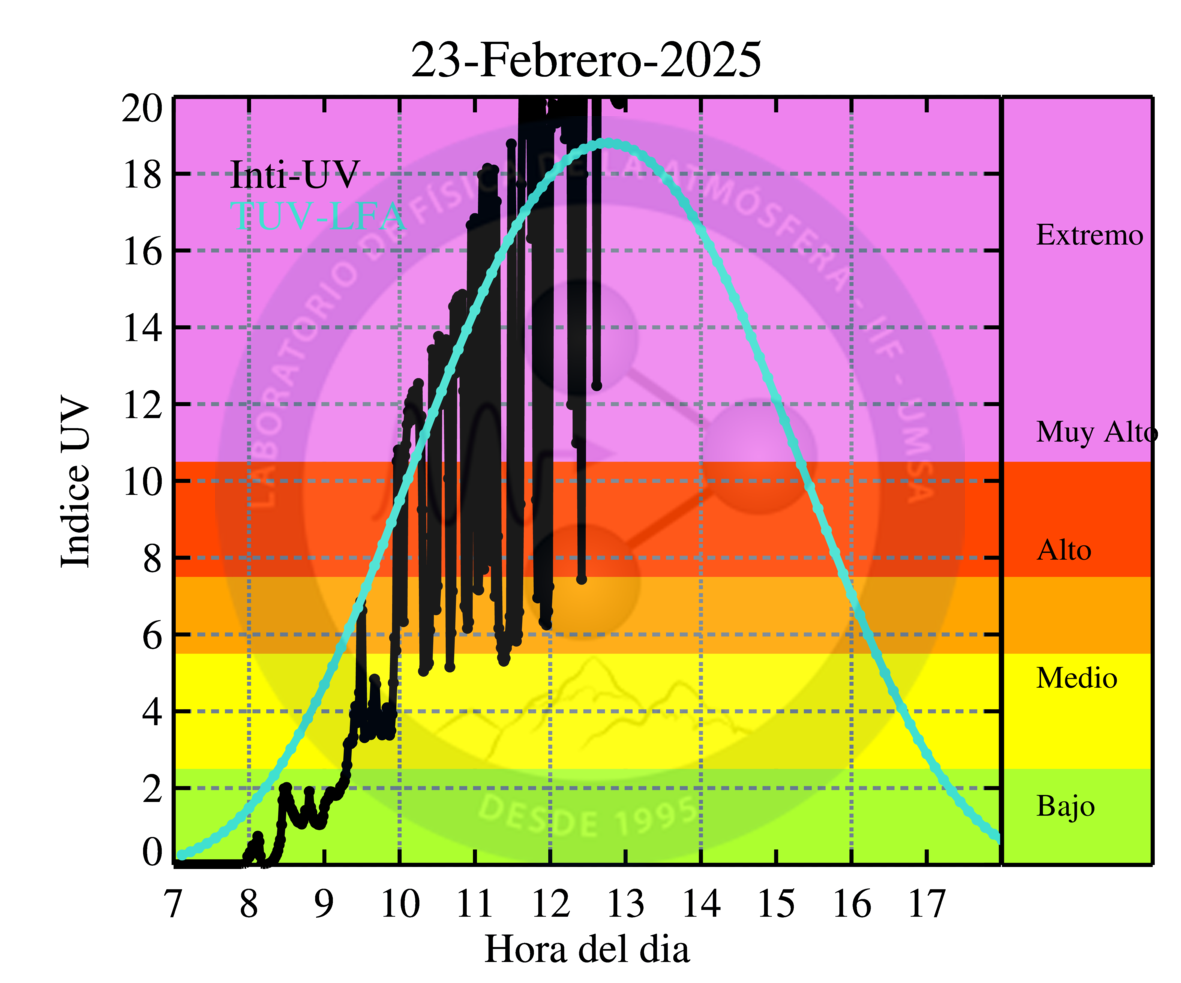 23-Febrero-2025
Indice UV
20
18
16
14
12
10
8
6
4
2
0
Inti-UV
TUV-LFA
LABORATORIO DE FÍSICA DE LA ATMÓSFERA - IIF - UMSA
DESDE 1995
Extremo
Muy Alto
Alto
Medio
Bajo
7 8 9 10 11 12 13 14 15 16 17
Hora del dia